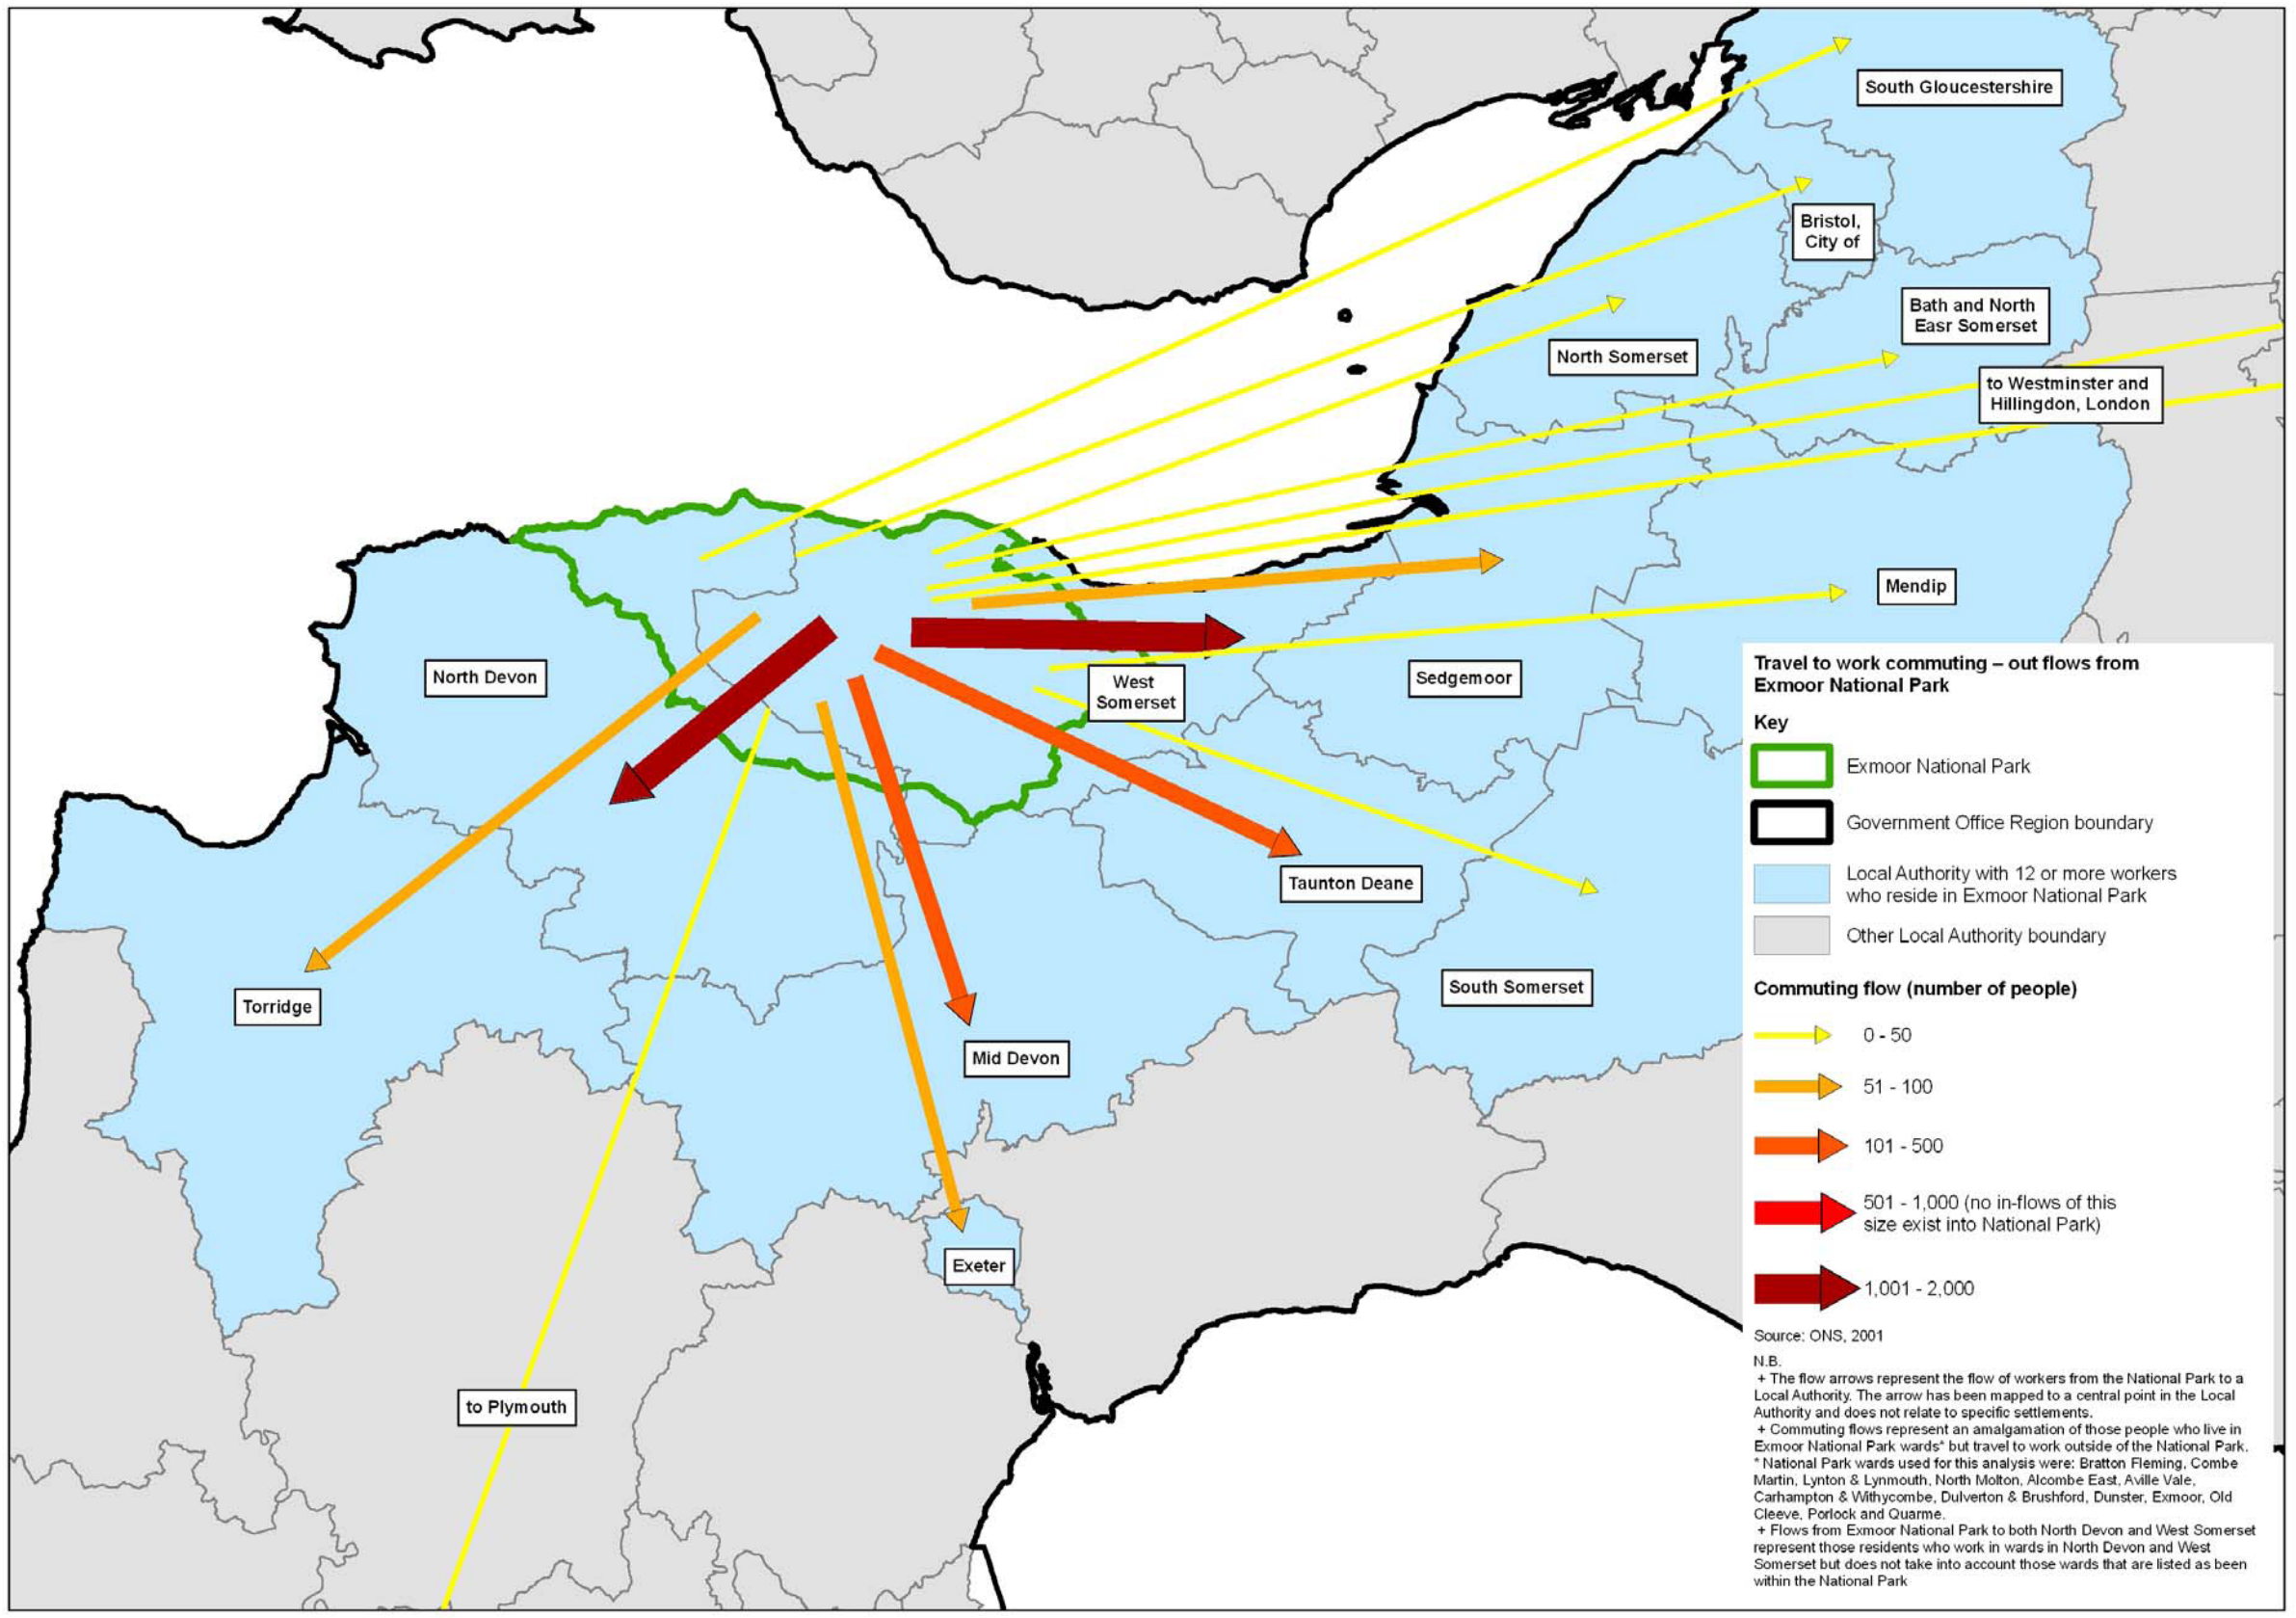 South Gloucestershire
Bristol,
City of
Bath and North
Easr Somerset
North Somerset
to Westminster and
Hillingdon, London
Mendip
North Devon
West
Somerset
Sedgemoor
Taunton Deane
Torridge
South Somerset
Mid Devon
Exeter
to Plymouth
Travel to work commuting – out flows from
Exmoor National Park
Key
Exmoor National Park
Government Office Region boundary
Local Authority with 12 or more workers
who reside in Exmoor National Park
Other Local Authority boundary
Commuting flow (number of people)
0 - 50
51 - 100
101 - 500
501 - 1,000 (no in-flows of this
size exist into National Park)
1,001 - 2,000
Source: ONS, 2001
N.B.
+ The flow arrows represent the flow of workers from the National Park to a
Local Authority. The arrow has been mapped to a central point in the Local
Authority and does not relate to specific settlements.
+ Commuting flows represent an amalgamation of those people who live in
Exmoor National Park wards* but travel to work outside of the National Park.
* National Park wards used for this analysis were: Bratton Fleming, Combe
Martin, Lynton & Lynmouth, North Molton, Alcombe East, Aville Vale,
Carhampton & Withycombe, Dulverton & Brushford, Dunster, Exmoor, Old
Cleeve, Porlock and Quarme.
+ Flows from Exmoor National Park to both North Devon and West Somerset
represent those residents who work in wards in North Devon and West
Somerset but does not take into account those wards that are listed as been
within the National Park